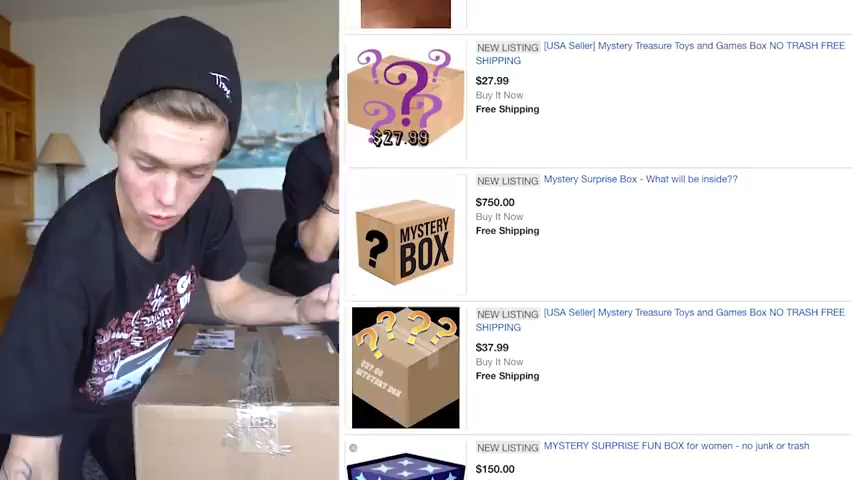 NEW LISTING [USA Seller] Mystery Treasure Toys and Games Box NO TRASH FREE
SHIPPING
$27.99
Buy It Now
Free Shipping
$27.99
NEW LISTING Mystery Surprise Box - What will be inside??
$750.00
Buy It Now
Free Shipping
?
MYSTERY
BOX
NEW LISTING [USA Seller] Mystery Treasure Toys and Games Box NO TRASH FREE
SHIPPING
$37.99
Buy It Now
Free Shipping
MYSTERY BOX
NEW LISTING MYSTERY SURPRISE FUN BOX for women - no junk or trash
$150.00